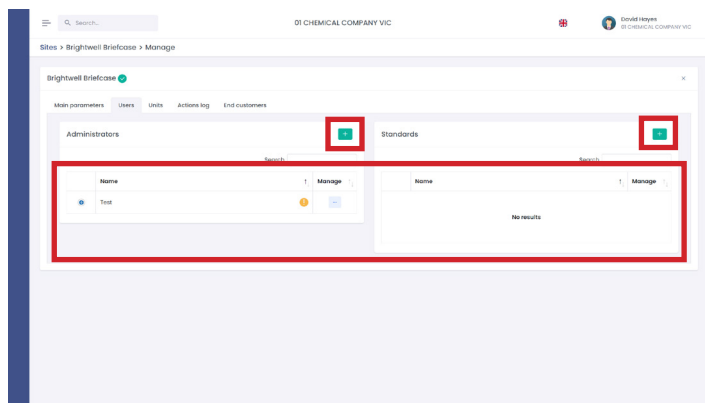 Search...
01 CHEMICAL COMPANY VIC
David Hayes
01 CHEMICAL COMPANY VIC
Sites > Brightwell Briefcase > Manage
Brightwell Briefcase
Main parameters Users Units Actions log End customers
Administrators
+
Standards
+
Search
Search
Name Manage
Name Manage
Test
No results